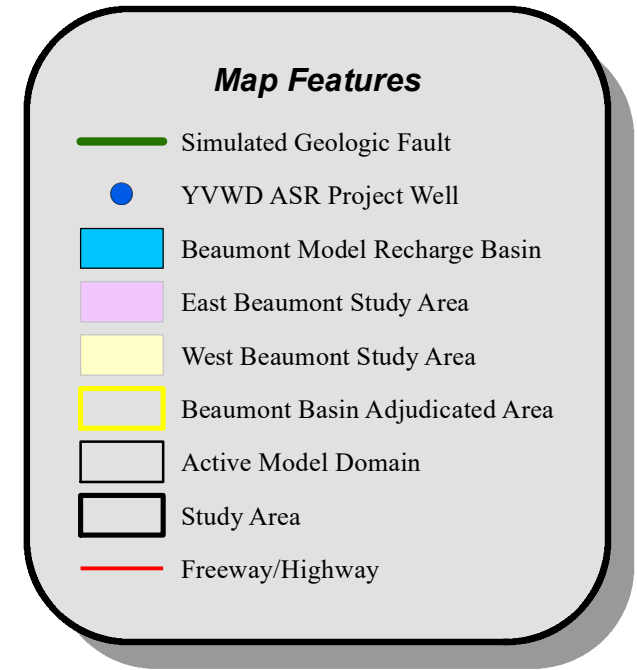 Map Features
Simulated Geologic Fault
YVWD ASR Project Well
Beaumont Model Recharge Basin
East Beaumont Study Area
West Beaumont Study Area
Beaumont Basin Adjudicated Area
Active Model Domain
Study Area
Freeway/Highway